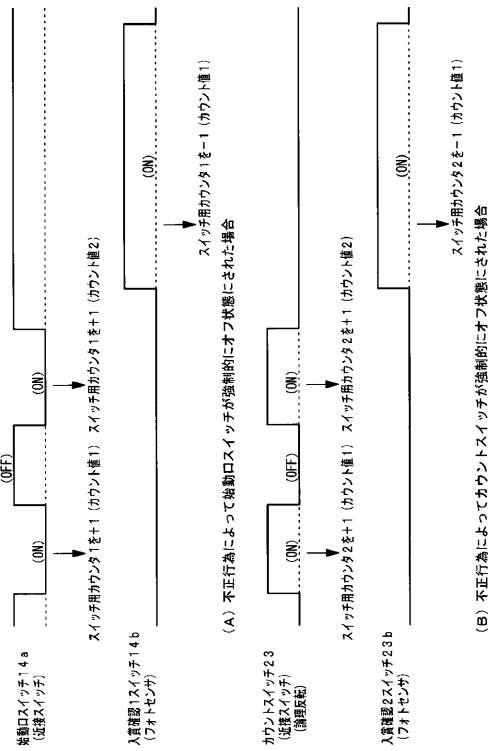 始動口スイッチ14a
(近接スイッチ)
(ON)
(OFF)
(ON)
スイッチ用カウンタ1を+1 (カウント値1)
スイッチ用カウンタ1を+1 (カウント値2)
入賞確認1スイッチ14b
(フォトセンサ)
(ON)
スイッチ用カウンタ1を−1 (カウント値1)
(A) 不正行為によって始動口スイッチが強制的にオフ状態にされた場合
カウントスイッチ23
(近接スイッチ)
(論理反転)
(ON)
(OFF)
(ON)
スイッチ用カウンタ2を+1 (カウント値1)
スイッチ用カウンタ2を+1 (カウント値2)
入賞確認2スイッチ23b
(フォトセンサ)
(ON)
スイッチ用カウンタ2を−1 (カウント値1)
(B) 不正行為によってカウントスイッチが強制的にオフ状態にされた場合